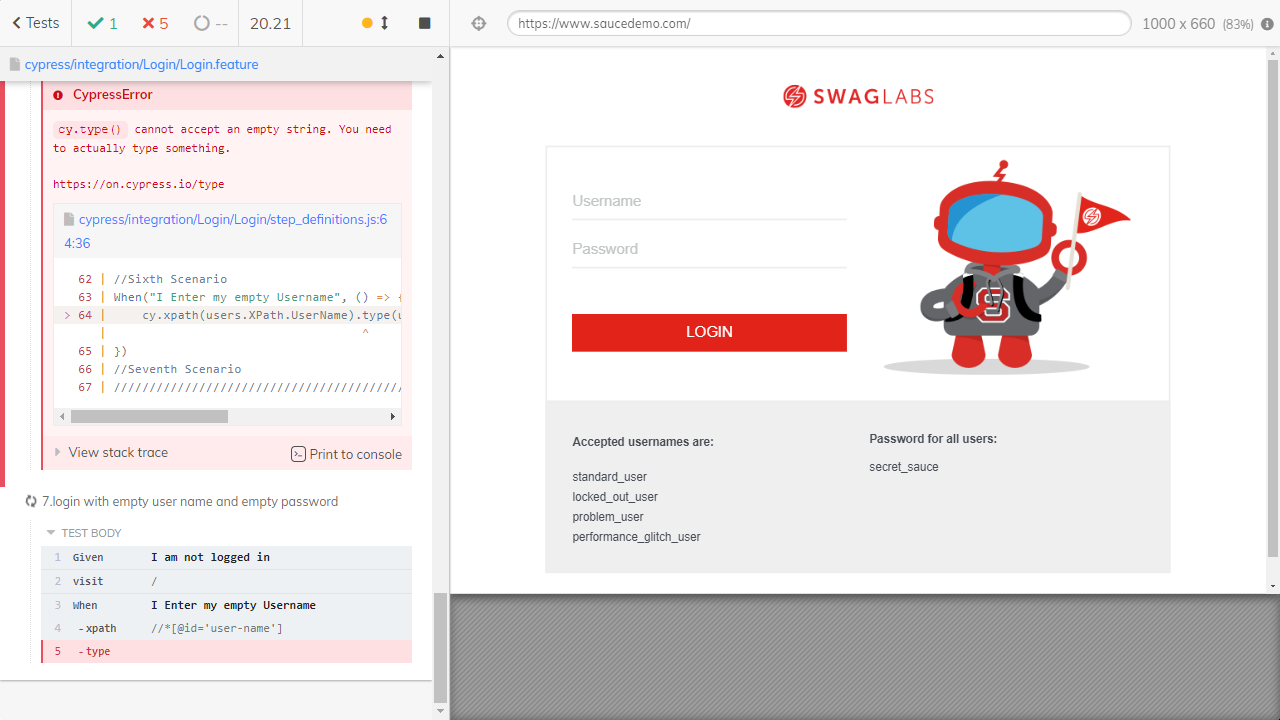 Tests
1
5
--
20.21
cypress/integration/Login/Login.feature
CypressError
cy.type() cannot accept an empty string. You need
to actually type something.
https://on.cypress.io/type
cypress/integration/Login/Login/step_definitions.js:6
4:36
62 | //Sixth Scenario
63 | When("I Enter my empty Username", () => {
> 64 | cy.xpath(users.XPath.userName).type(u
| ^
65 | })
66 | //Seventh Scenario
67 | /////////////////////////////////////////
View stack trace
Print to console
7.login with empty user name and empty password
TEST BODY
1 Given I am not logged in
2 visit /
3 When I Enter my empty Username
4 -xpath //*[@id='user-name']
5 -type
https://www.saucedemo.com/
1000 x 660 (83%)
SWAGLABS
Username
Password
LOGIN
Accepted usernames are:
standard_user
locked_out_user
problem_user
performance_glitch_user
Password for all users:
secret_sauce